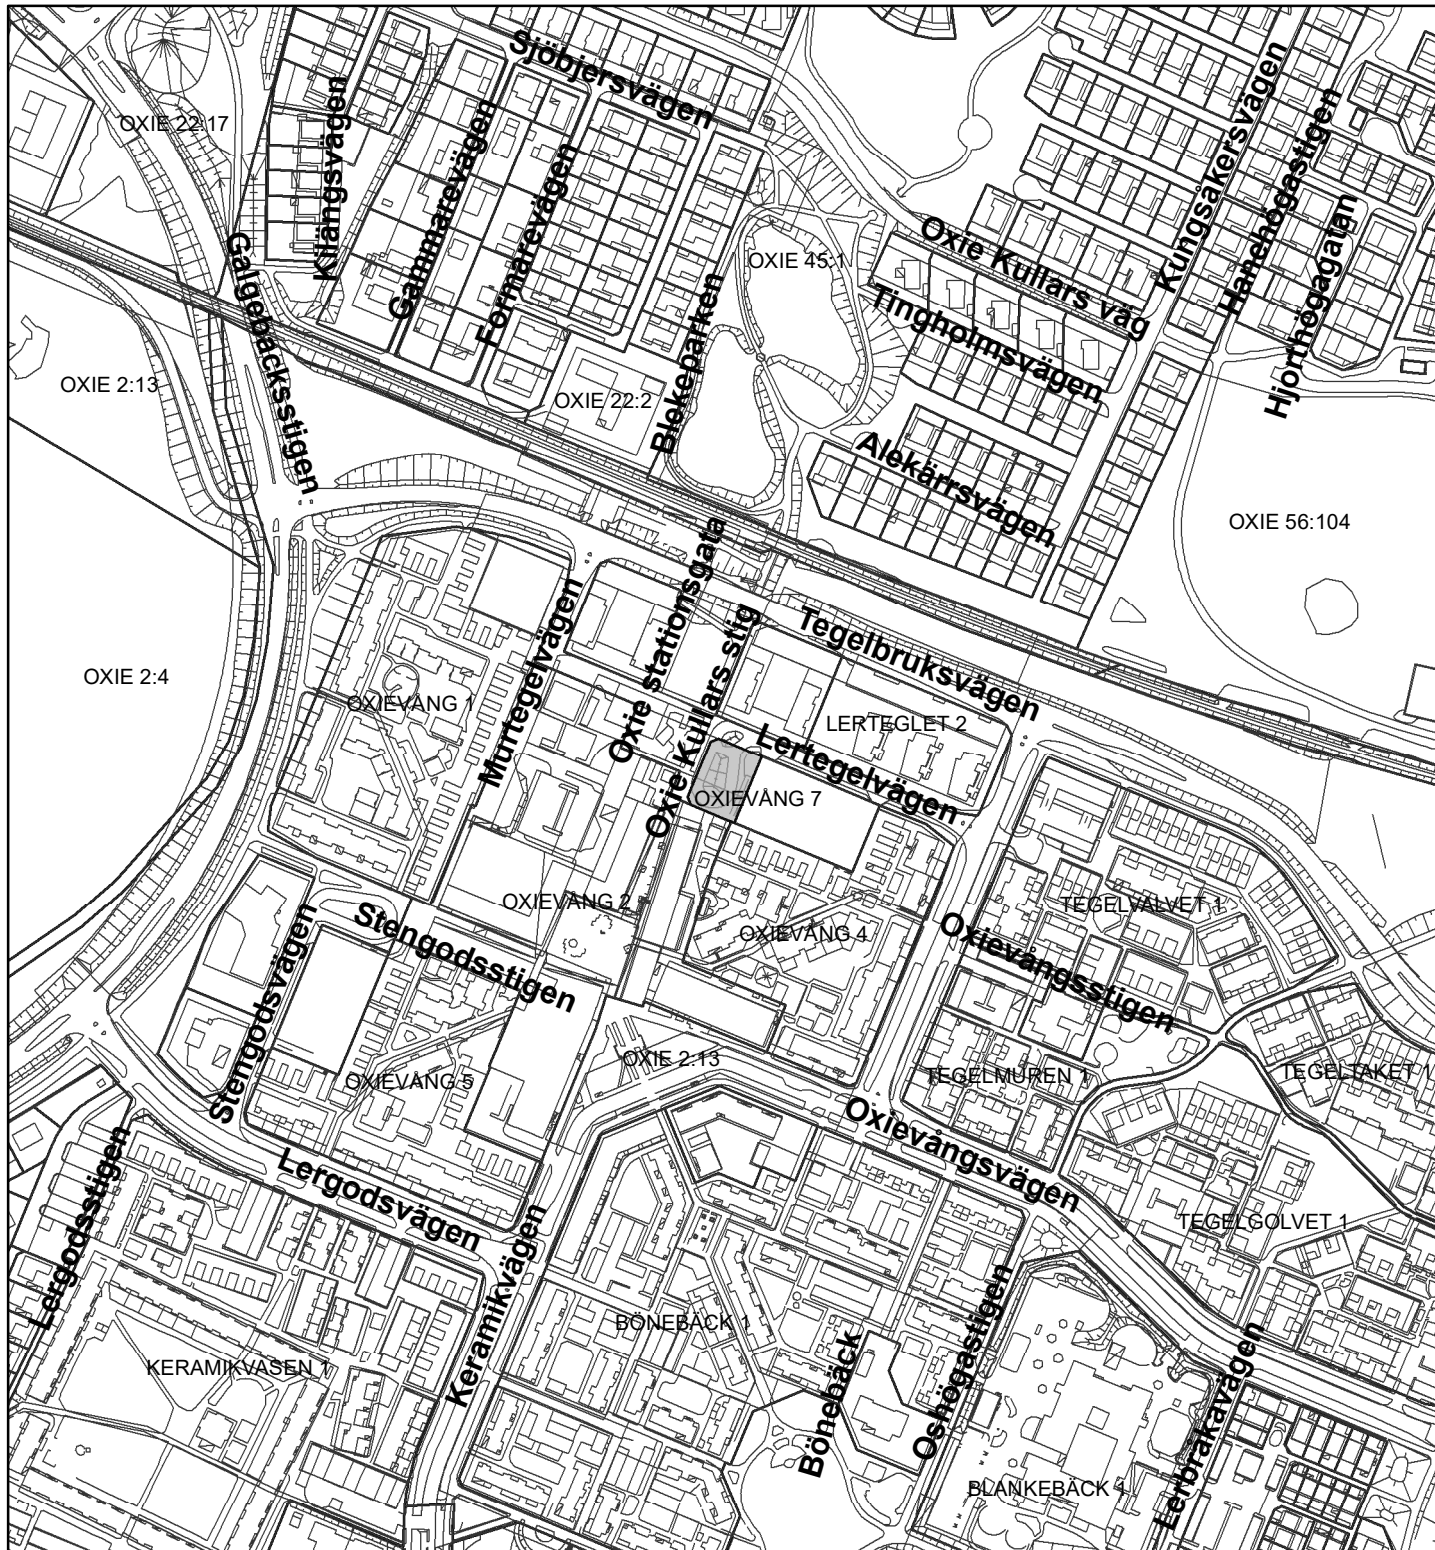 Sjöbjersvägen
OXIE 22:17
Kilängsvägen
Gammarevägen
Formarevägen
Kungsåkersvägen
Hanehögastigen
Hjorthögagatan
Galgebacksstigen
OXIE 45:1
Oxie Kullars väg
Tingholmsvägen
Blekeparken
OXIE 2:13
OXIE 22:2
Alekärrsvägen
OXIE 56:104
Murtegelvägen
Oxie stationsgata
Oxie Kullars stig
Tegelbruksvägen
OXIE 2:4
OXIEVÅNG 1
LERTEGLET 2
Lertegelvägen
OXIEVÅNG 7
OXIEVÅNG 2
OXIEVÅNG 4
TEGELVALVET 1
Stengodsvägen
Stengodsstigen
Oxievångsstigen
OXIE 2:13
OXIEVÅNG 5
TEGELMUREN 1
TEGELTAKET 1
Oxievångsvägen
Lergodsstigen
Lergodsvägen
Keramikvägen
TEGELGOLVET 1
BÖNEBÄCK 1
KERAMIKVASEN 1
Bönebäck
Oshögastigen
Lerbräkavägen
BLANKEBÄCK 1